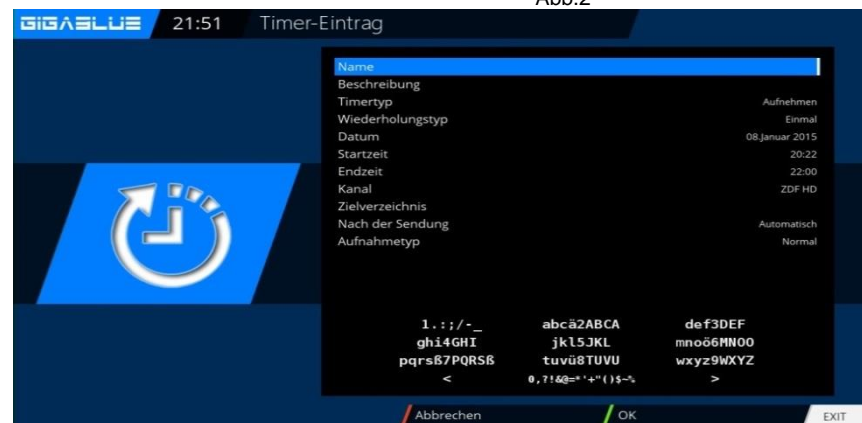 Abb.2
GIGABLUE 21:51 Timer-Eintrag
Name
Beschreibung
Timertyp Aufnehmen
Wiederholungstyp Einmal
Datum 08.Januar 2015
Startzeit 20:22
Endzeit 22:00
Kanal ZDF HD
Zielverzeichnis
Nach der Sendung Automatisch
Aufnahmetyp Normal
1.:;/-_ abcä2ABCA def3DEF
ghi4GHI jkl5JKL mnoö6MNOO
pqrsß7PQRSß tuvü8TUVU wxyz9WXYZ
< 0,?!&@=*'+"()$~% >
Abbrechen OK EXIT